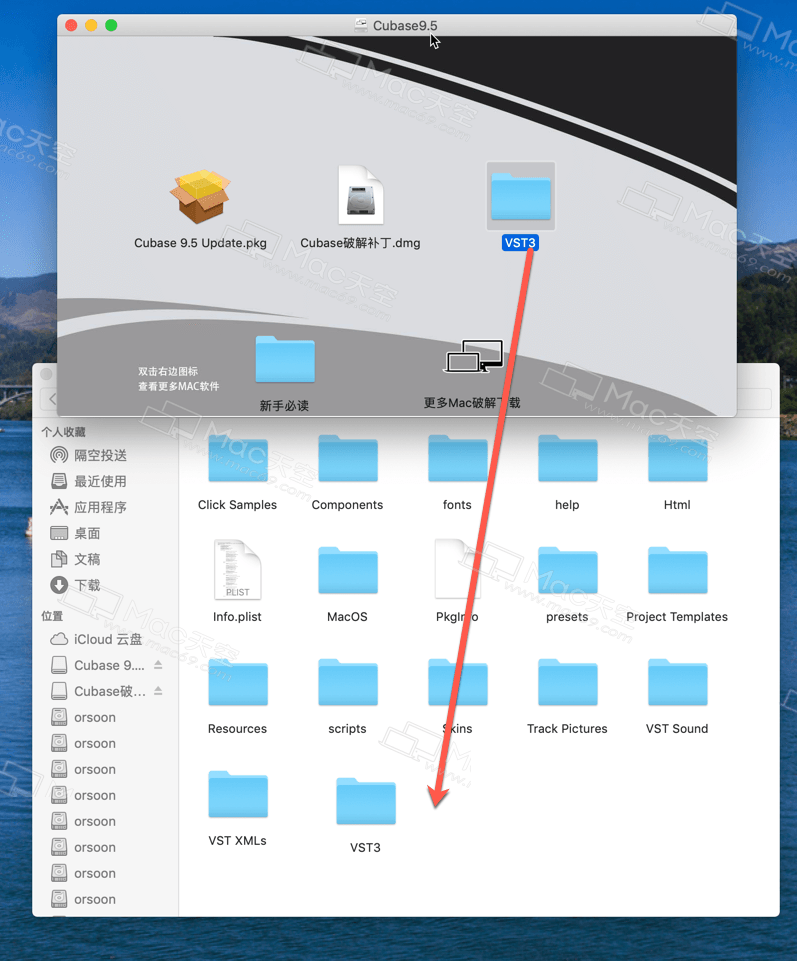 Cubase9.5
Cubase 9.5 Update.pkg
Cubase破解补丁.dmg
VST3
双击右边图标
查看更多MAC软件
新手必读
更多Mac破解下载
个人收藏
隔空投送
最近使用
应用程序
桌面
文稿
下载
位置
iCloud 云盘
Cubase 9....
Cubase破...
orsoon
orsoon
orsoon
orsoon
orsoon
orsoon
orsoon
orsoon
Click Samples
Components
fonts
help
Html
PLIST
Info.plist
MacOS
PkgInfo
presets
Project Templates
Resources
scripts
Skins
Track Pictures
VST Sound
VST XMLs
VST3
Mac天空
www.mac69.com